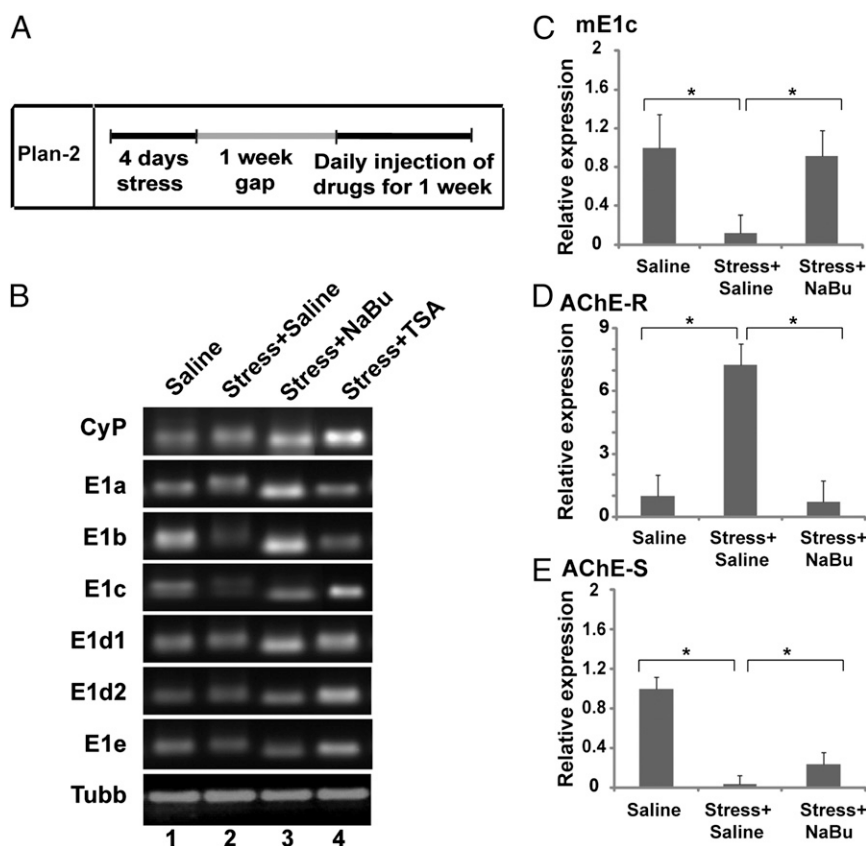 A
Plan-2
4 days
stress
1 week
gap
Daily injection of
drugs for 1 week
B
Saline
Stress+Saline
Stress+NaBu
Stress+TSA
CyP
E1a
E1b
E1c
E1d1
E1d2
E1e
Tubb
1 2 3 4
C mE1c
Relative expression
2
1.6
1.2
0.8
0.4
0
* *
Saline
Stress+
Saline
Stress+
NaBu
D AChE-R
Relative expression
9
7
5
3
1
0
* *
Saline
Stress+
Saline
Stress+
NaBu
E AChE-S
Relative expression
2
1.6
1.2
0.8
0.4
0
* *
Saline
Stress+
Saline
Stress+
NaBu